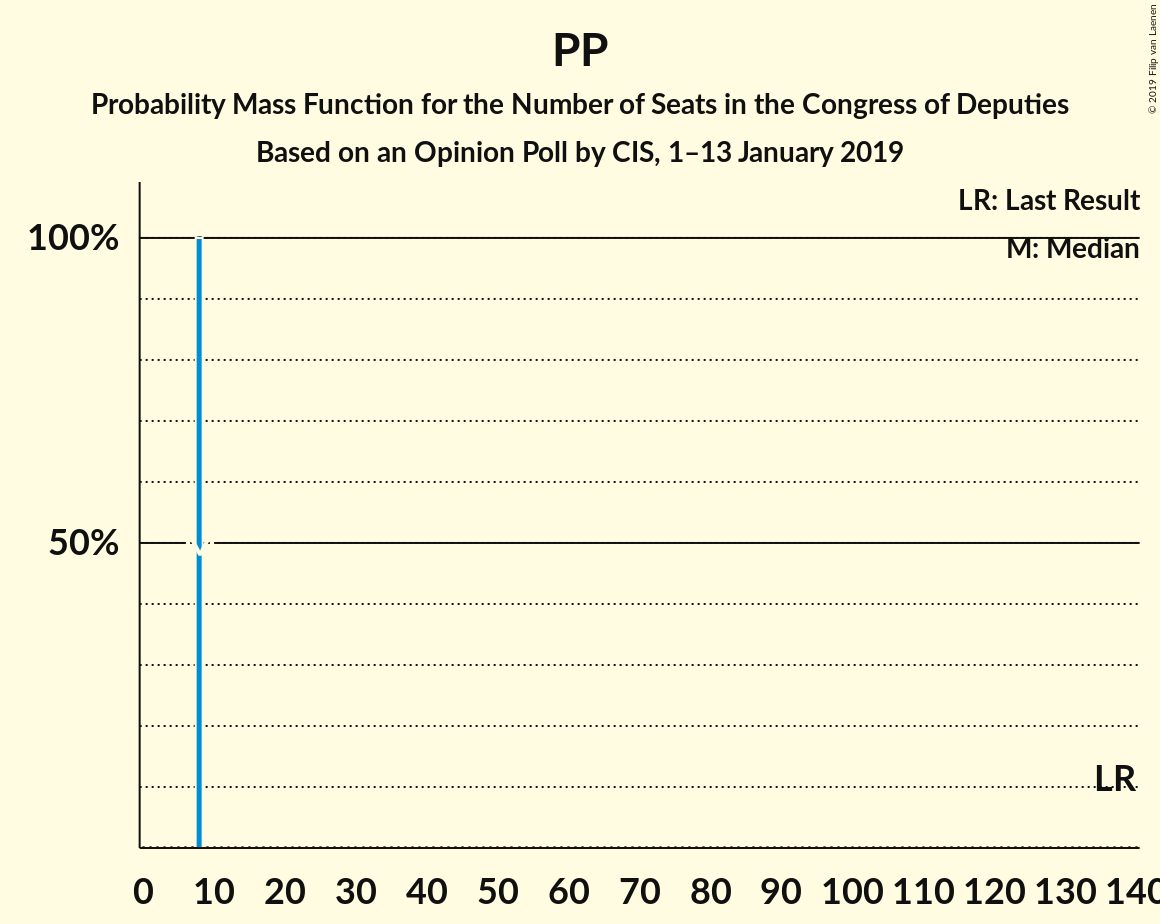 PP
Probability Mass Function for the Number of Seats in the Congress of Deputies
Based on an Opinion Poll by CIS, 1–13 January 2019
© 2019 Filip van Laenen
LR: Last Result
M: Median
100%
50%
LR
0 10 20 30 40 50 60 70 80 90 100 110 120 130 140